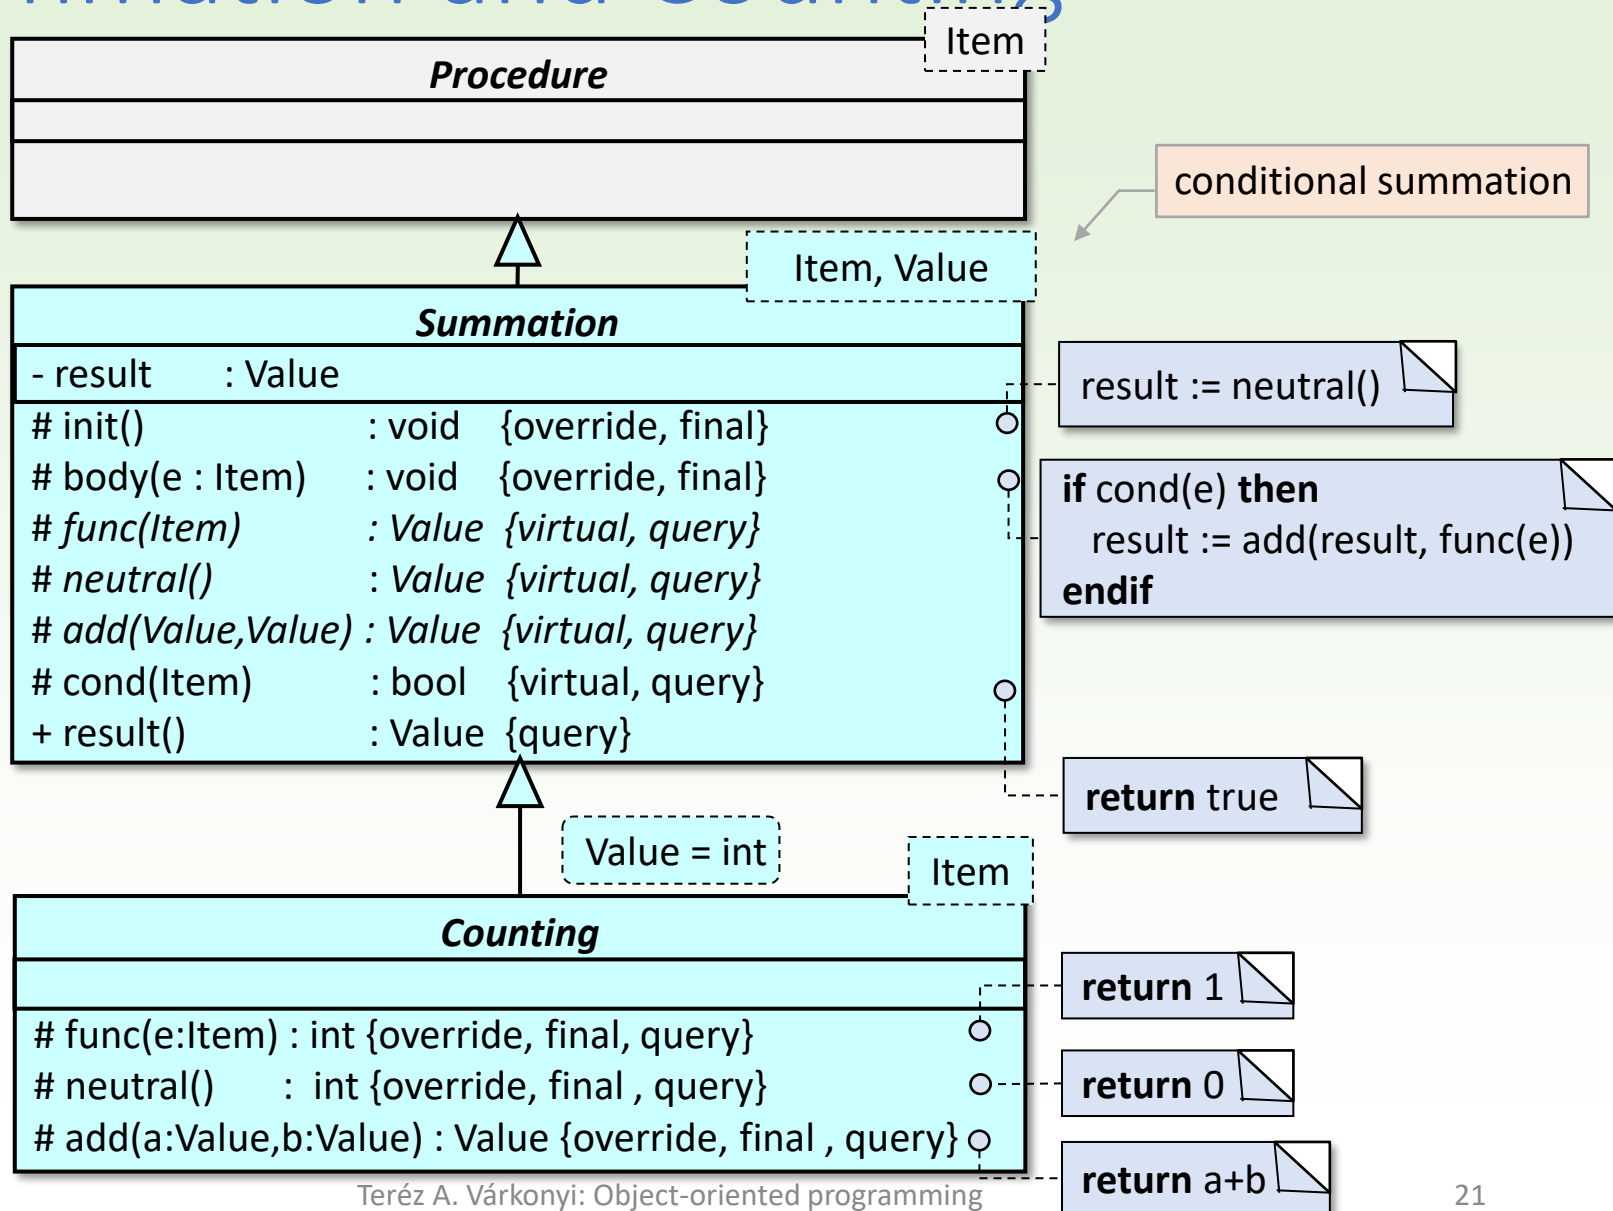 mmation and Counting
Item
Procedure
conditional summation
Item, Value
Summation
- result : Value
result := neutral()
# init() : void {override, final}
# body(e : Item) : void {override, final}
if cond(e) then
result := add(result, func(e))
endif
# func(Item) : Value {virtual, query}
# neutral() : Value {virtual, query}
# add(Value,Value) : Value {virtual, query}
# cond(Item) : bool {virtual, query}
+ result() : Value {query}
return true
Value = int
Item
Counting
return 1
# func(e:Item) : int {override, final, query}
# neutral() : int {override, final , query}
return 0
# add(a:Value,b:Value) : Value {override, final , query}
return a+b
Teréz A. Várkonyi: Object-oriented programming
21